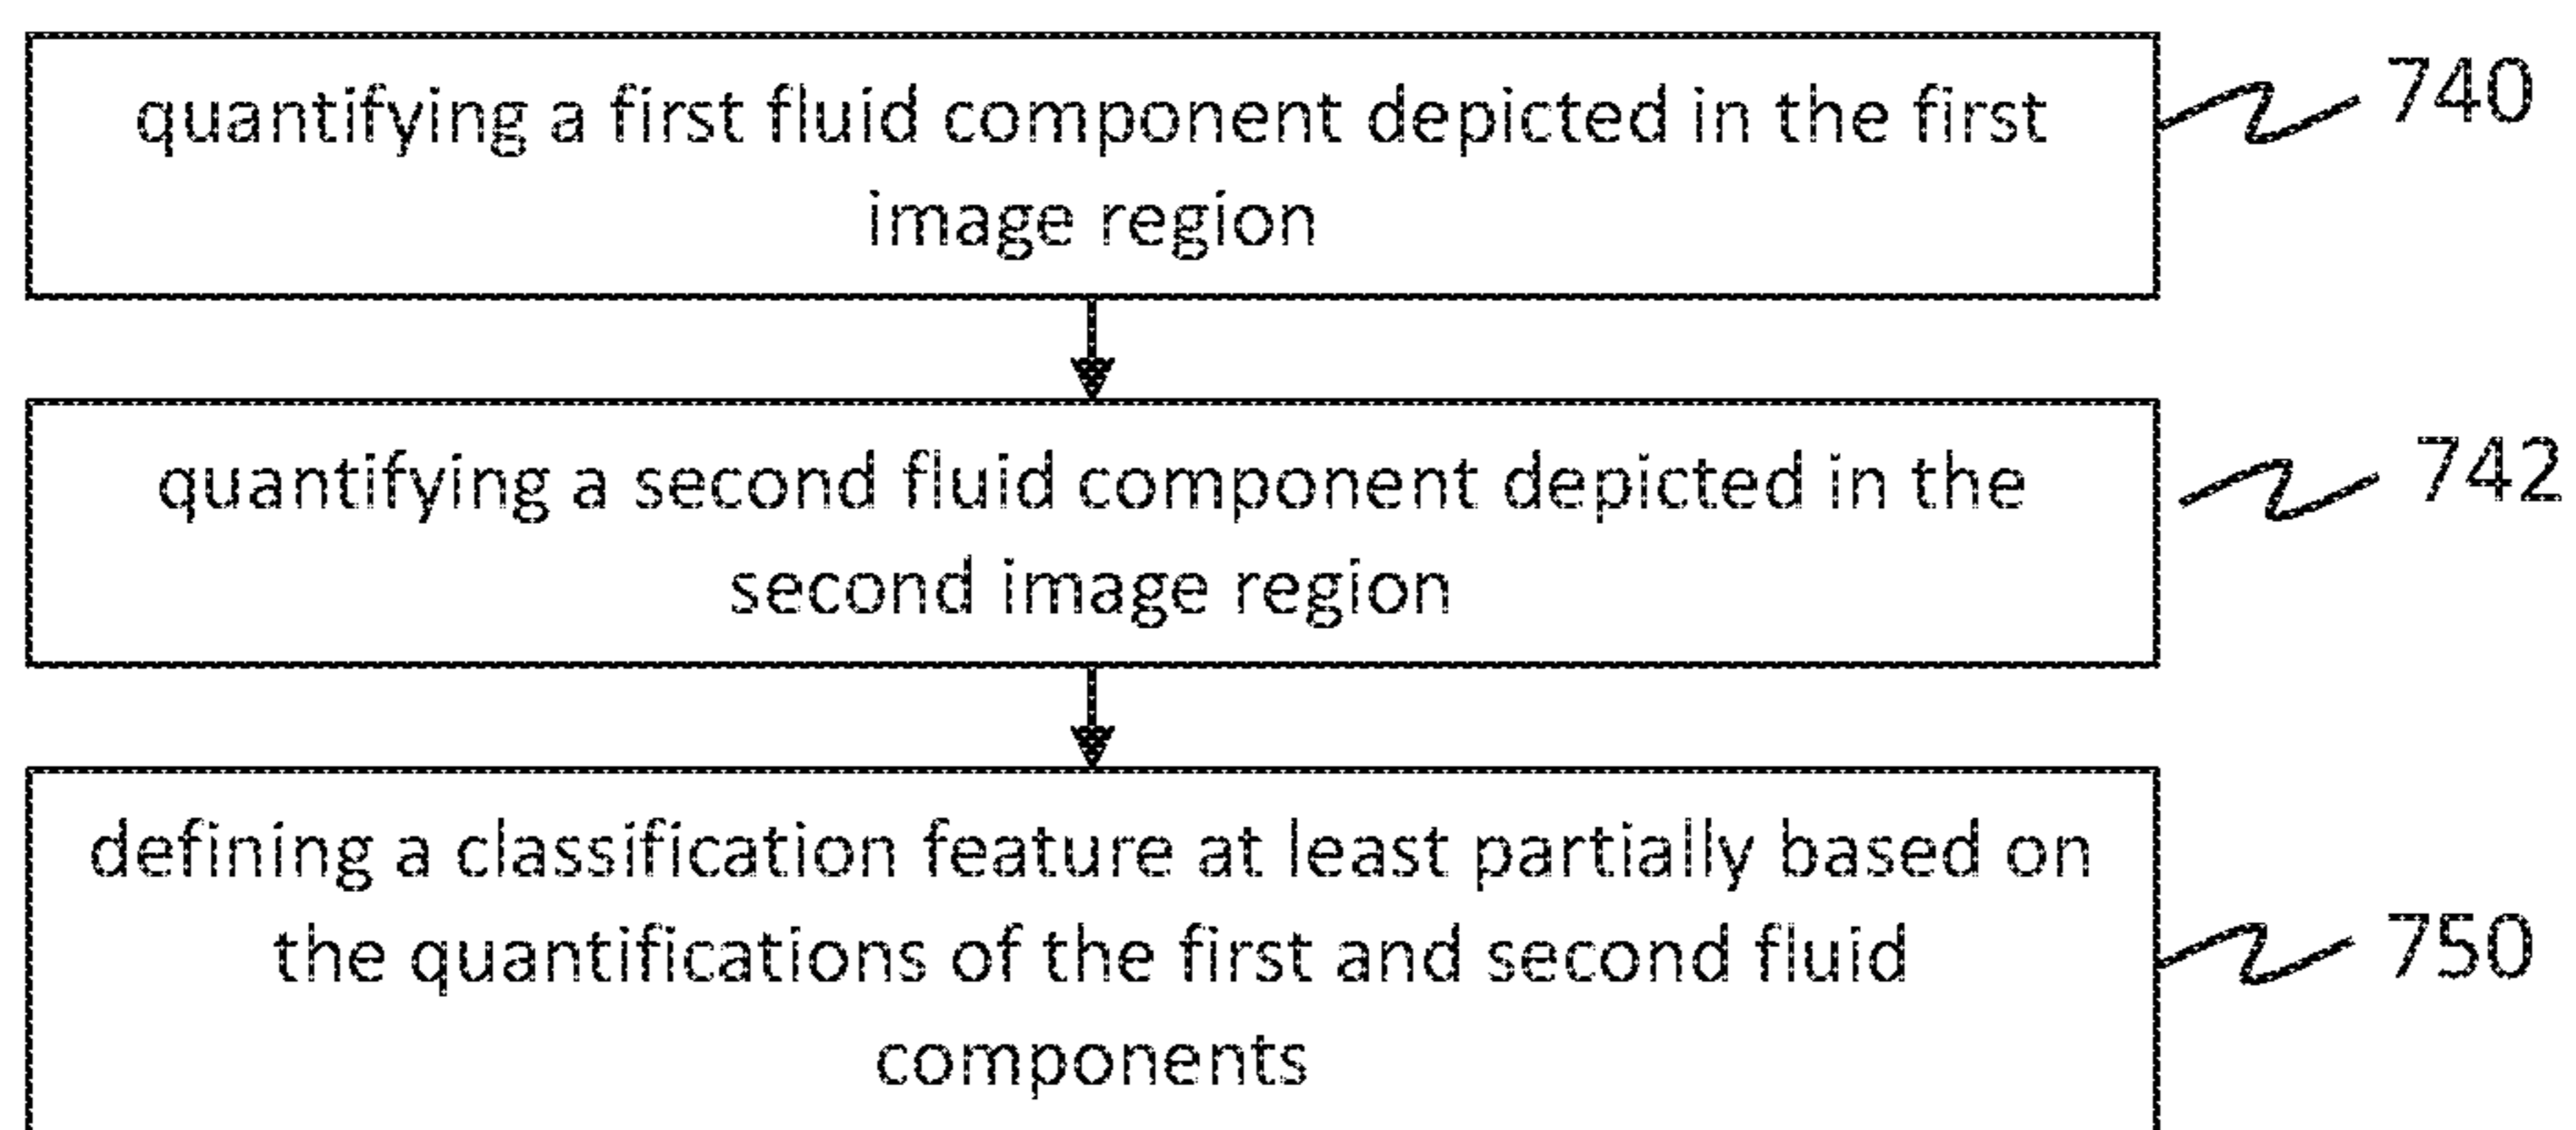 quantifying a first fluid component depicted in the first
image region
740
quantifying a second fluid component depicted in the
second image region
742
defining a classification feature at least partially based on
the quantifications of the first and second fluid
components
750